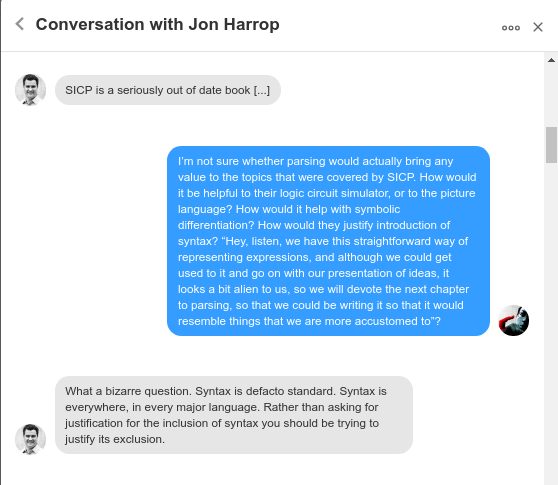 Conversation with Jon Harrop
SICP is a seriously out of date book [...]
I'm not sure whether parsing would actually bring any
value to the topics that were covered by SICP. How would
it be helpful to their logic circuit simulator, or to the picture
language? How would it help with symbolic
differentiation? How would they justify introduction of
syntax? "Hey, listen, we have this straightforward way of
representing expressions, and although we could get
used to it and go on with our presentation of ideas, it
looks a bit alien to us, so we will devote the next chapter
to parsing, so that we could be writing it so that it would
resemble things that we are more accustomed to"?
What a bizarre question. Syntax is defacto standard. Syntax is
everywhere, in every major language. Rather than asking for
justification for the inclusion of syntax you should be trying to
justify its exclusion.